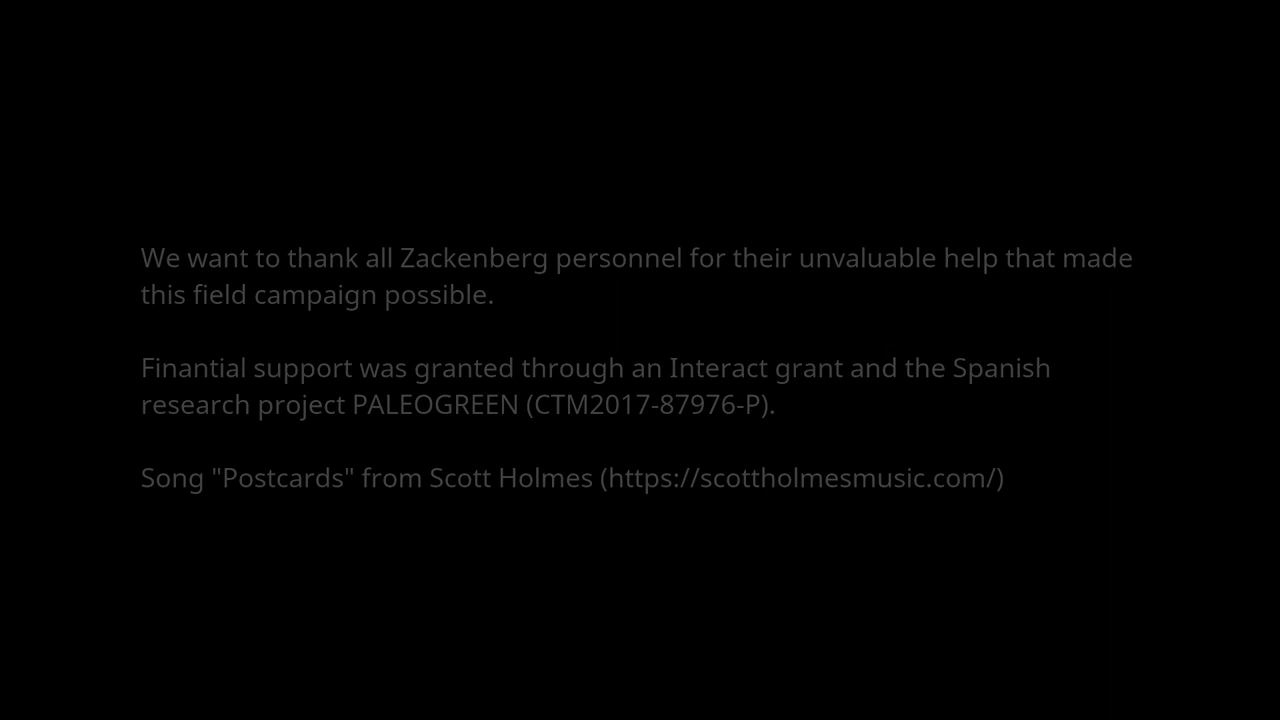 We want to thank all Zackenberg personnel for their unvaluable help that made
this field campaign possible.
Finantial support was granted through an Interact grant and the Spanish
research project PALEOGREEN (CTM2017-87976-P).
Song "Postcards" from Scott Holmes (https://scottholmesmusic.com/)